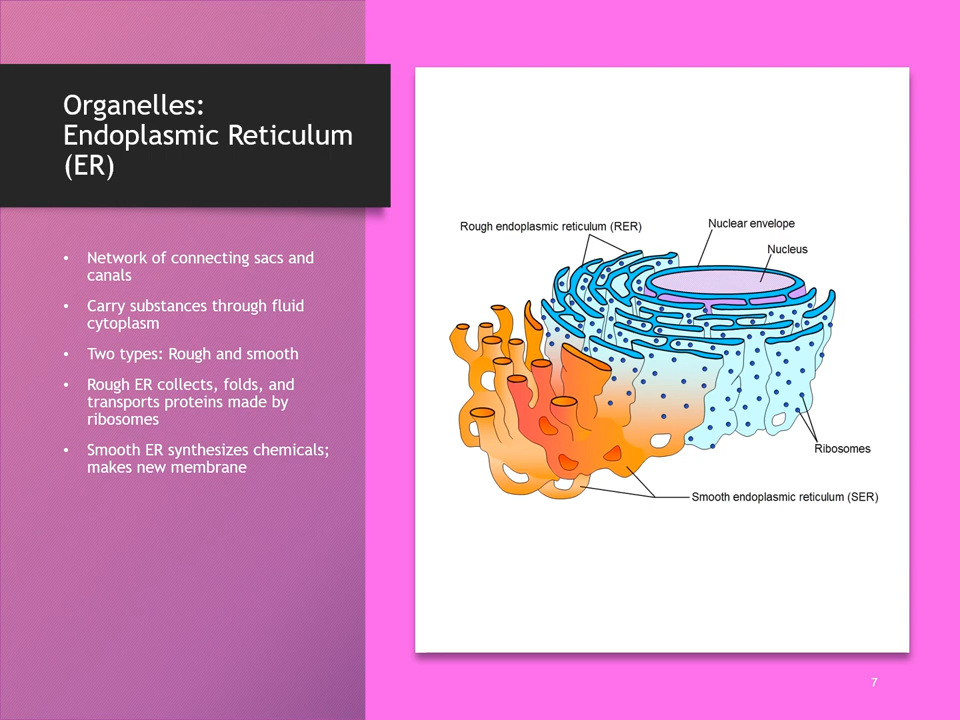 Organelles:
Endoplasmic Reticulum
(ER)
• Network of connecting sacs and
canals
• Carry substances through fluid
cytoplasm
• Two types: Rough and smooth
• Rough ER collects, folds, and
transports proteins made by
ribosomes
• Smooth ER synthesizes chemicals;
makes new membrane
Rough endoplasmic reticulum (RER)
Nuclear envelope
Nucleus
Ribosomes
Smooth endoplasmic reticulum (SER)
7